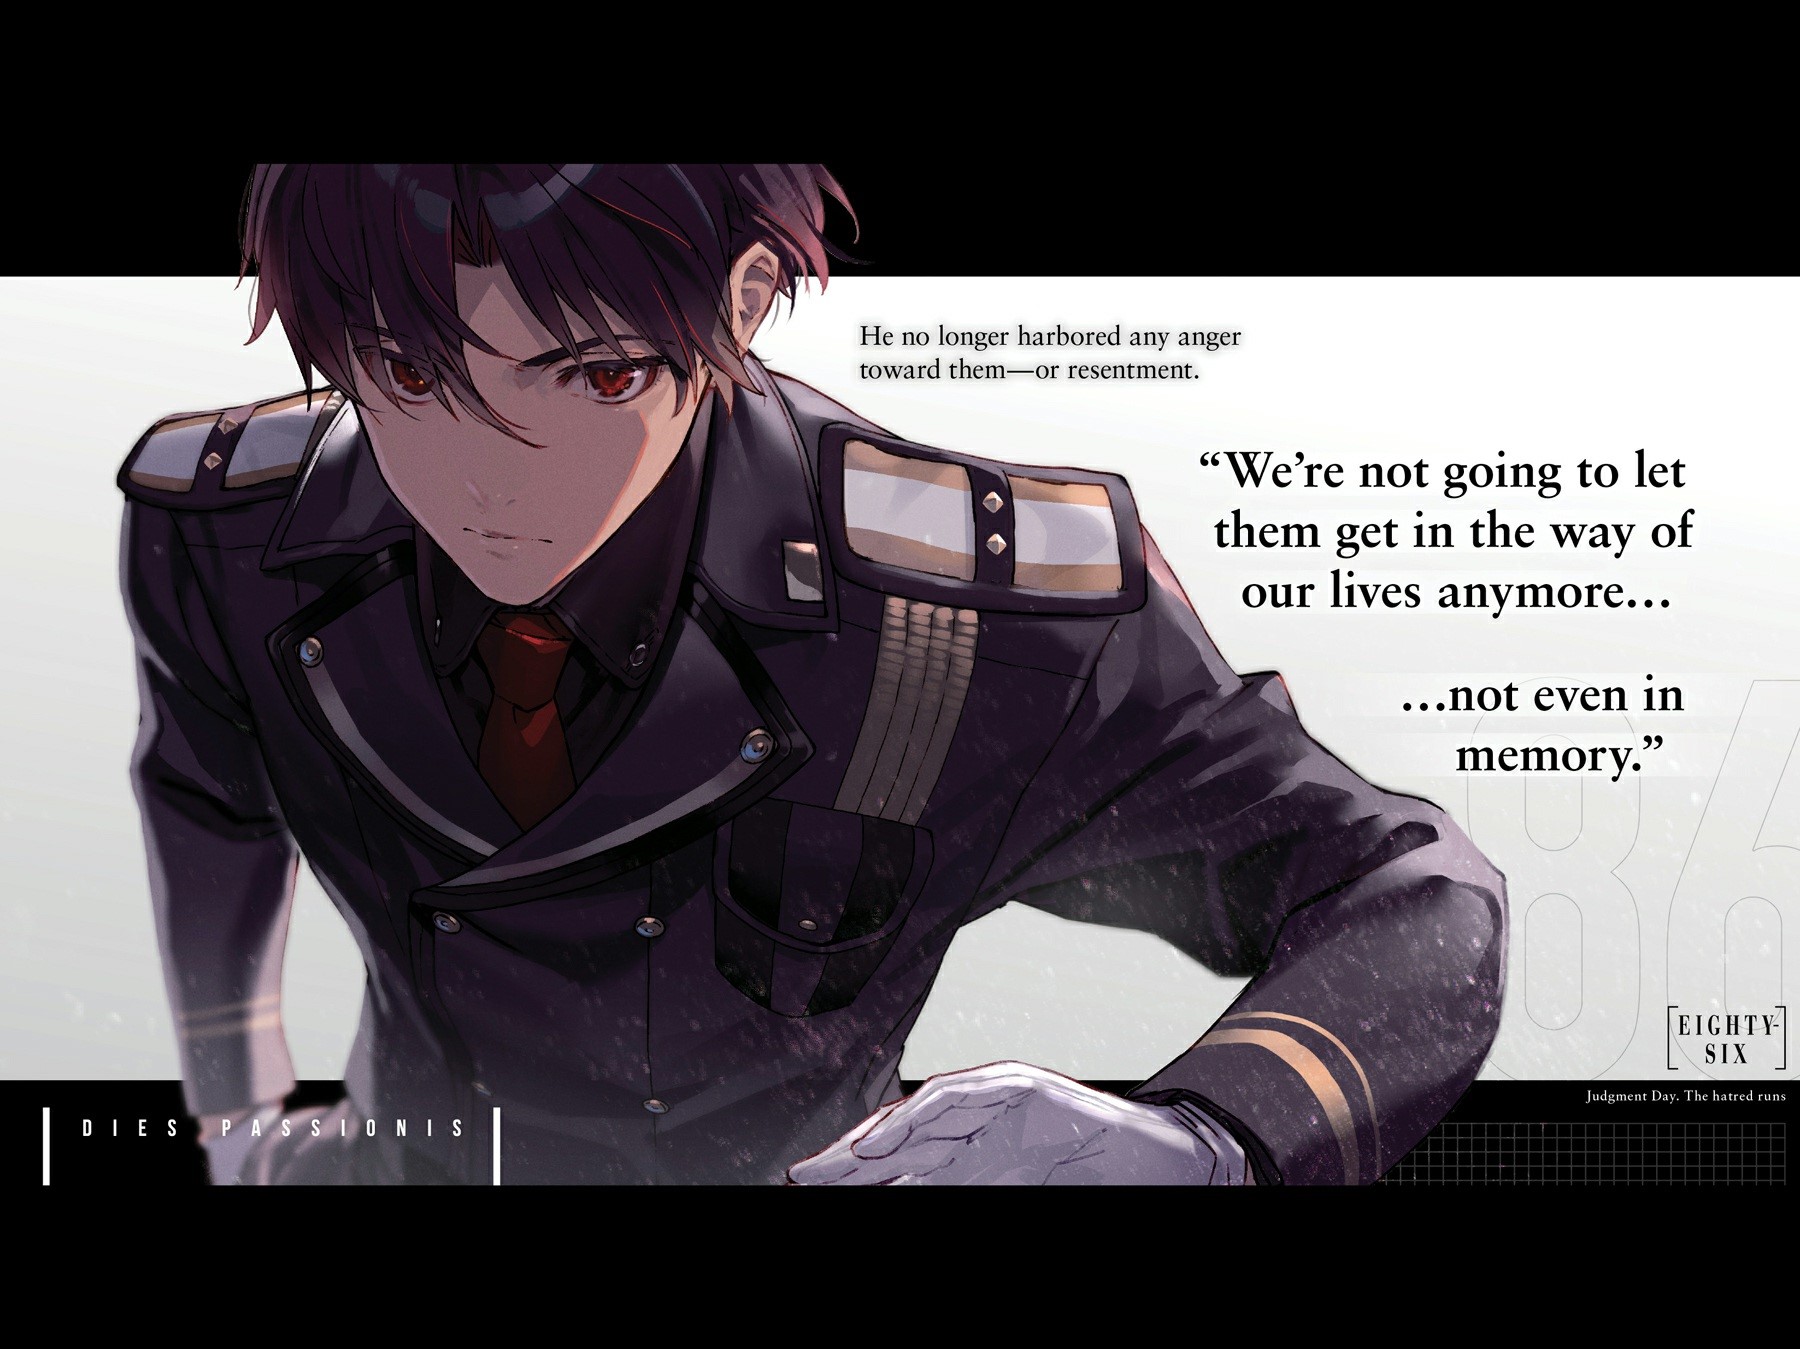 He no longer harbored any anger
toward them—or resentment.
“We’re not going to let
them get in the way of
our lives anymore…
…not even in
memory.”
86
EIGHTY-
SIX
Judgment Day. The hatred runs
DIES PASSIONIS